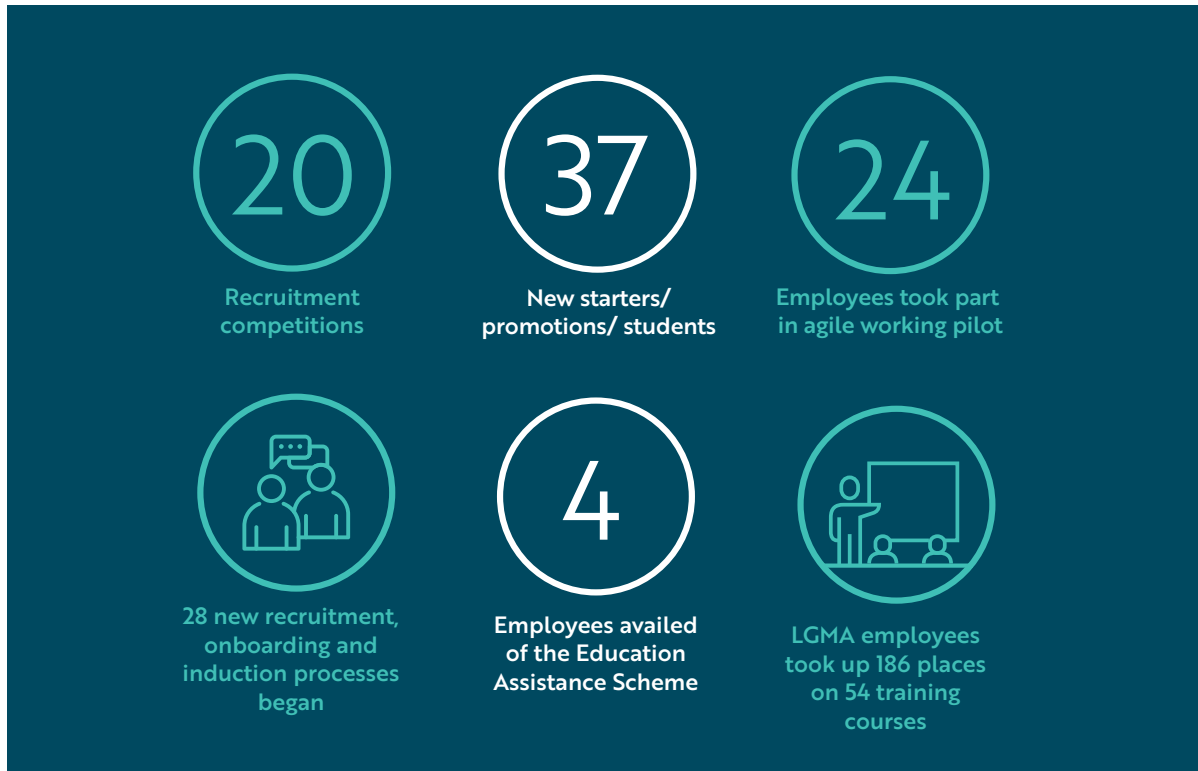 20
Recruitment
competitions
37
New starters/
promotions/ students
24
Employees took part
in agile working pilot
28 new recruitment,
onboarding and
induction processes
began
4
Employees availed
of the Education
Assistance Scheme
LGMA employees
took up 186 places
on 54 training
courses